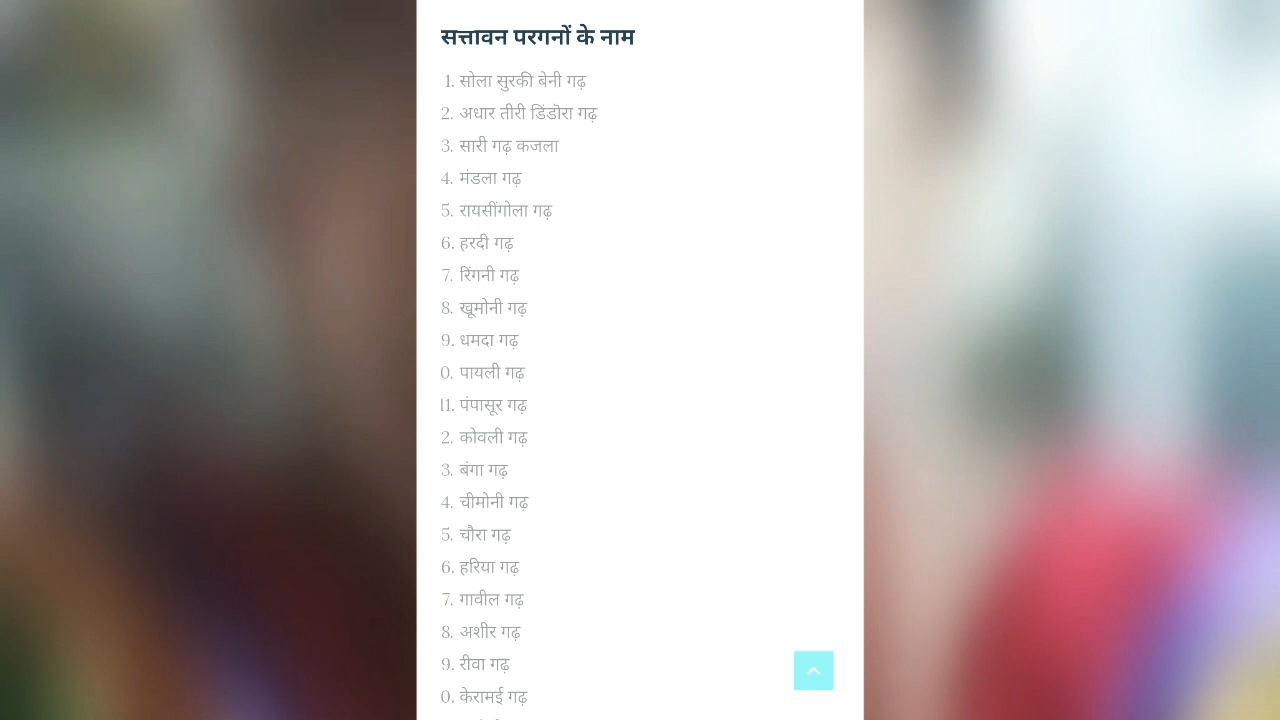 सत्तावन परगनों के नाम
1. सोला सुरकी बेनी गढ़
2. अधार तीरी डिंडॊरा गढ़
3. सारी गढ़ कजला
4. मंडला गढ़
5. रायसींगोला गढ़
6. हरदी गढ़
7. रिंगनी गढ़
8. खूमोनी गढ़
9. धमदा गढ़
0. पायली गढ़
11. पंपासूर गढ़
2. कोवली गढ़
3. बंगा गढ़
4. चीमोनी गढ़
5. चौरा गढ़
6. हरिया गढ़
7. गावील गढ़
8. अशीर गढ़
9. रीवा गढ़
0. केरामई गढ़